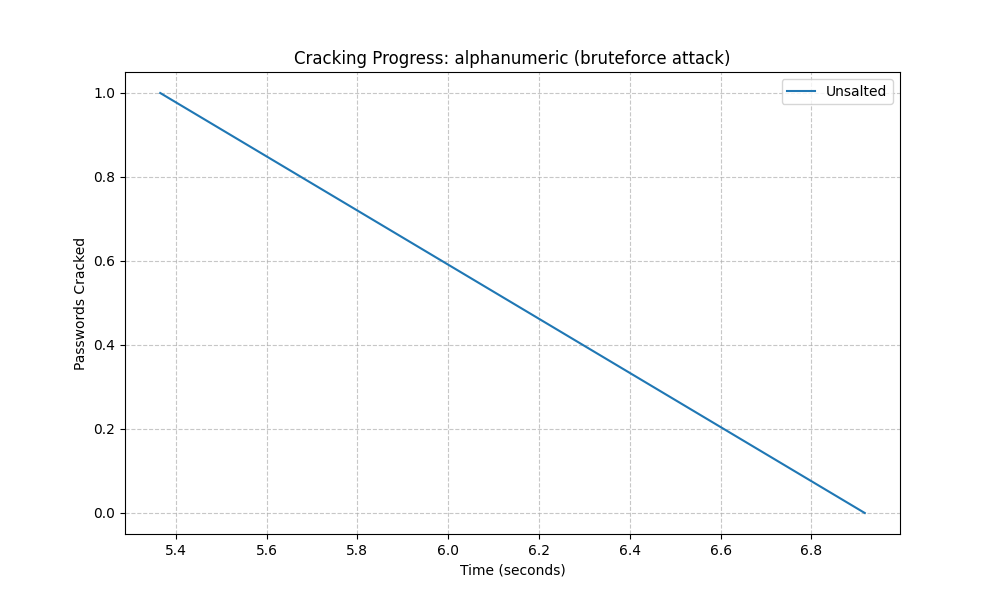 Cracking Progress: alphanumeric (bruteforce attack)
Unsalted
1.0
0.8
0.6
0.4
0.2
0.0
Passwords Cracked
5.4 5.6 5.8 6.0 6.2 6.4 6.6 6.8
Time (seconds)